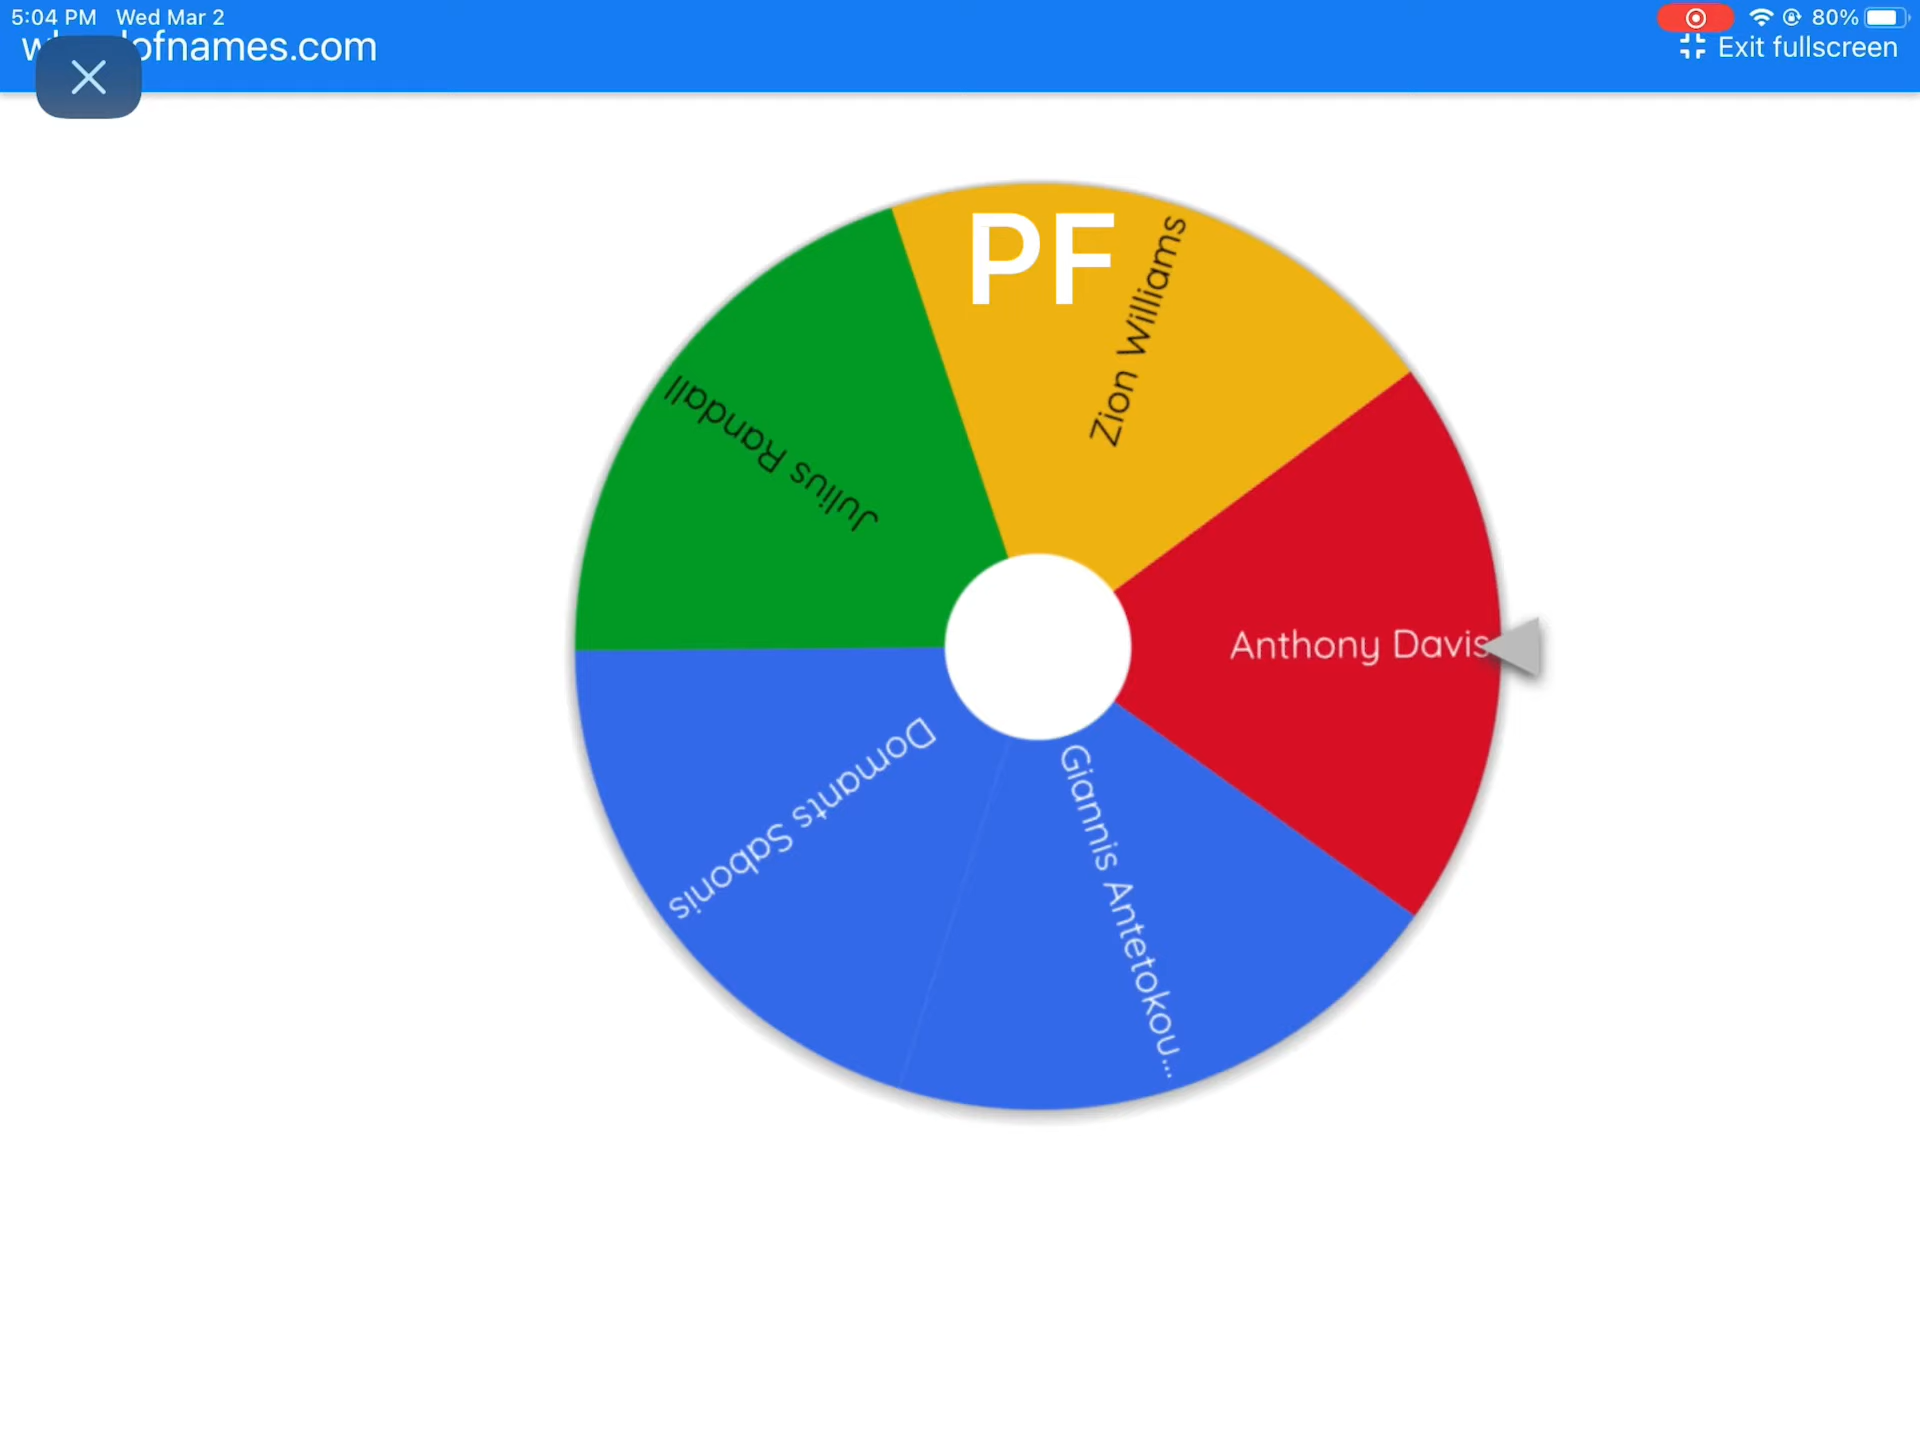 5:04 PM Wed Mar 2
80%
w ofnames.com
Exit fullscreen
PF
Zion Williams
Julius Randall
Anthony Davis
Domants Sabonis
Giannis Antetokou...